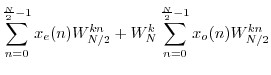 \sum_{n=0}^{\frac{N}{2}-1} x_e(n) W_{N/2}^{kn} + W_N^k \sum_{n=0}^{\frac{N}{2}-1} x_o(n) W_{N/2}^{kn}